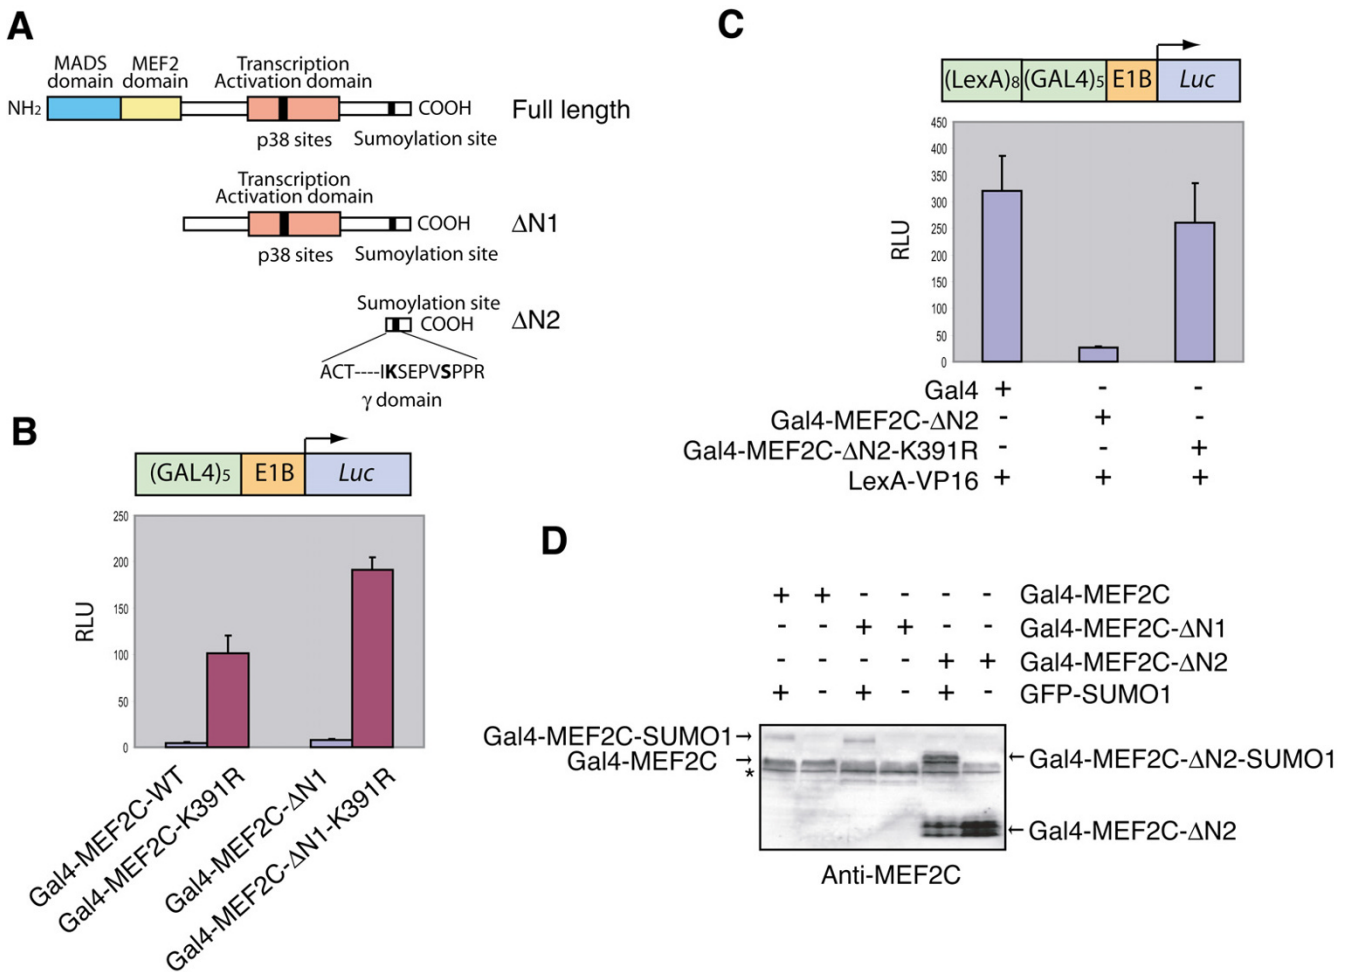 A
MADS domain
MEF2 domain
Transcription Activation domain
NH2
COOH
Full length
p38 sites
Sumoylation site
Transcription Activation domain
COOH
ΔN1
p38 sites
Sumoylation site
Sumoylation site
COOH
ΔN2
ACT----IKSEPVSPPR
γ domain
B
(GAL4)5
E1B
Luc
250
200
150
100
50
0
RLU
Gal4-MEF2C-WT
Gal4-MEF2C-K391R
Gal4-MEF2C-ΔN1
Gal4-MEF2C-ΔN1-K391R
C
(LexA)8
(GAL4)5
E1B
Luc
450
400
350
300
250
200
150
100
50
0
RLU
Gal4 + - -
Gal4-MEF2C-ΔN2 - + -
Gal4-MEF2C-ΔN2-K391R - - +
LexA-VP16 + + +
D
+ + - - - - Gal4-MEF2C
- - + + - - Gal4-MEF2C-ΔN1
- - - - + + Gal4-MEF2C-ΔN2
+ - + - + - GFP-SUMO1
Gal4-MEF2C-SUMO1→
Gal4-MEF2C →
*
←Gal4-MEF2C-ΔN2-SUMO1
←Gal4-MEF2C-ΔN2
Anti-MEF2C